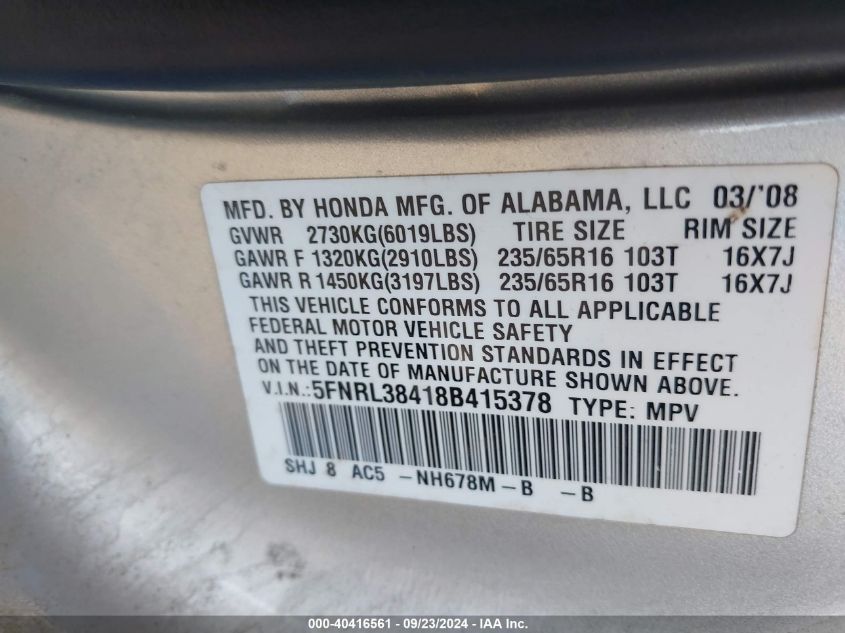 MFD. BY HONDA MFG. OF ALABAMA, LLC 03/'08
GVWR 2730KG(6019LBS) TIRE SIZE RIM SIZE
GAWR F 1320KG(2910LBS) 235/65R16 103T 16X7J
GAWR R 1450KG(3197LBS) 235/65R16 103T 16X7J
THIS VEHICLE CONFORMS TO ALL APPLICABLE
FEDERAL MOTOR VEHICLE SAFETY
AND THEFT PREVENTION STANDARDS IN EFFECT
ON THE DATE OF MANUFACTURE SHOWN ABOVE.
V.I.N.:5FNRL38418B415378 TYPE: MPV
SHJ 8 AC5 -NH678M-B -B
000-40416561 - 09/23/2024 - IAA Inc.